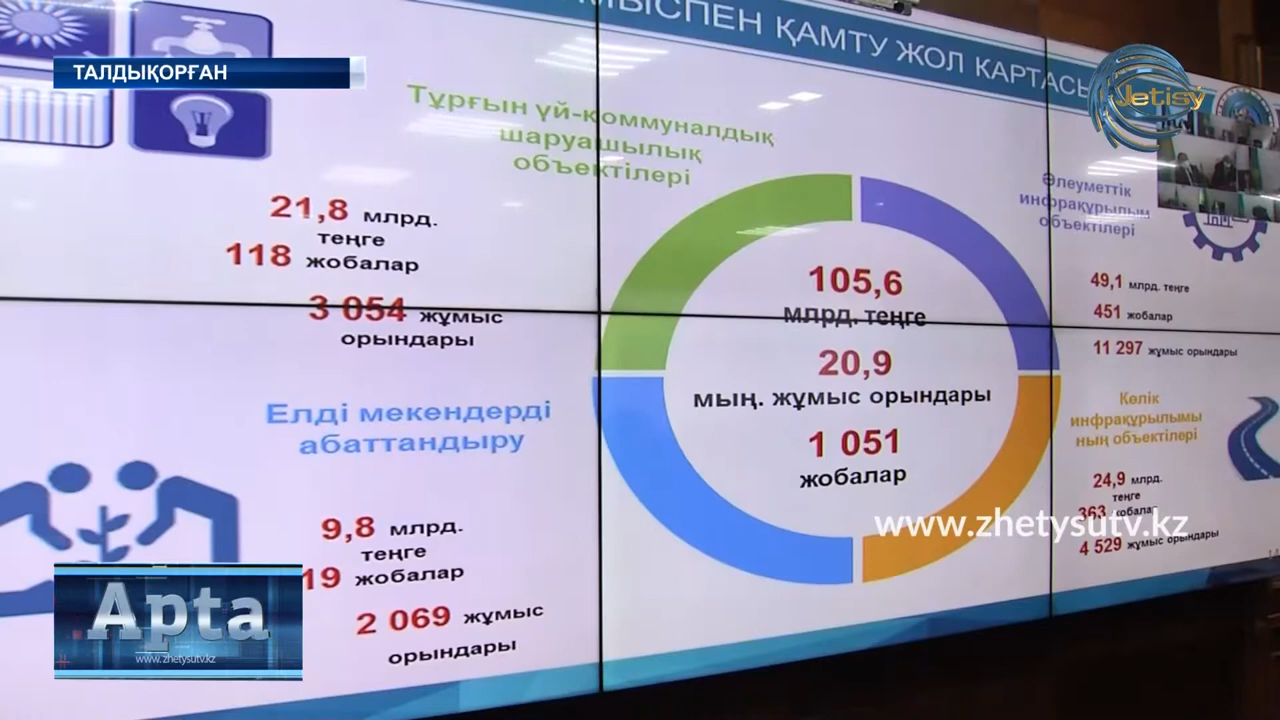 ҚАМТУ ЖОЛ КАРТАСЫ
ТАЛДЫҚОРҒАН
Jetisý
Тұрғын үй-коммуналдық
шаруашылық
объектілері
21,8 млрд.
теңге
118 жобалар
3 054 жұмыс
орындары
Елді мекендерді
абаттандыру
9,8 млрд.
теңге
19 жобалар
2 069 жұмыс
орындары
105,6
млрд. теңге
20,9
мың. жұмыс орындары
1 051
жобалар
Әлеуметтік
инфрақұрылым
объектілері
49,1 млрд. теңге
451 жобалар
11 297 жұмыс орындары
Көлік
инфрақұрылымы
ның объектілері
24,9 млрд.
теңге
363 жобалар
4 529 жұмыс орындары
www.zhetysutv.kz
Apta
www.zhetysutv.kz